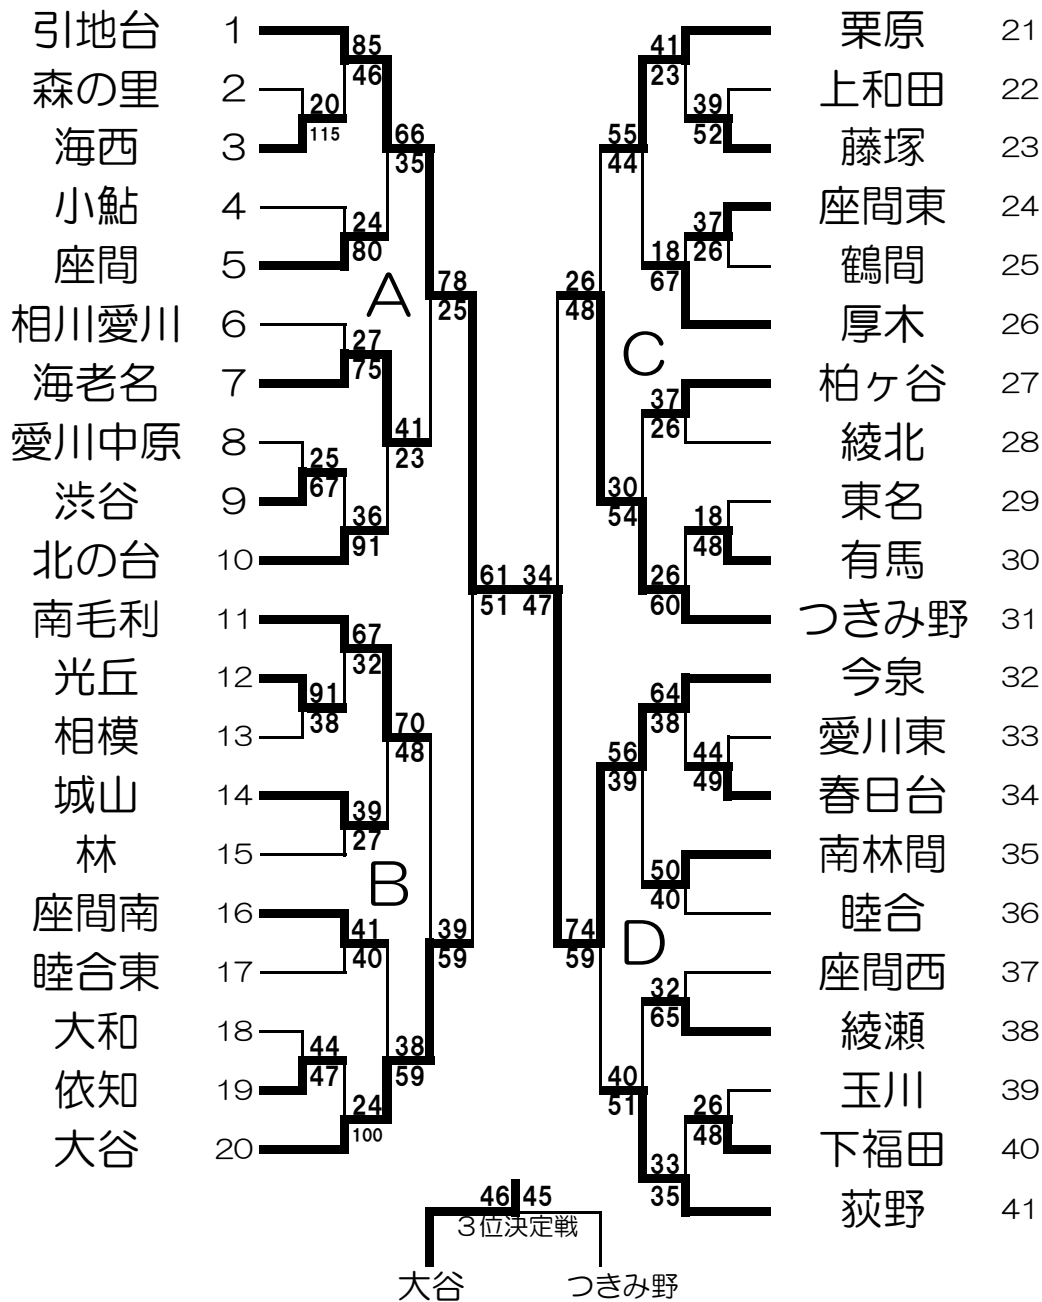 引地台 1 85 41 栗原 21
森の里 2 46 23 上和田 22
20 39
海西 3 115 66 55 52 藤塚 23
35 44
小鮎 4 24 37 座間東 24
座間 5 80 18 26 鶴間 25
A 78 26 67
相川愛川 6 27 25 48 厚木 26
C
海老名 7 75 37 柏ヶ谷 27
愛川中原 8 41 26 綾北 28
25 23
渋谷 9 67 36 30 18 東名 29
54
北の台 10 91 48 有馬 30
61 34 26
南毛利 11 67 51 47 60 つきみ野 31
32
光丘 12 91 64 今泉 32
相模 13 38 70 38 愛川東 33
48 56 44
城山 14 39 39 49 春日台 34
林 15 27 南林間 35
B 50
座間南 16 41 39 74 40 睦合 36
D
睦合東 17 40 59 59 座間西 37
32
大和 18 44 38 65 綾瀬 38
依知 19 47 59 40 玉川 39
24 51 26
大谷 20 100 48 下福田 40
33
46 45 35 荻野 41
3位決定戦
大谷 つきみ野